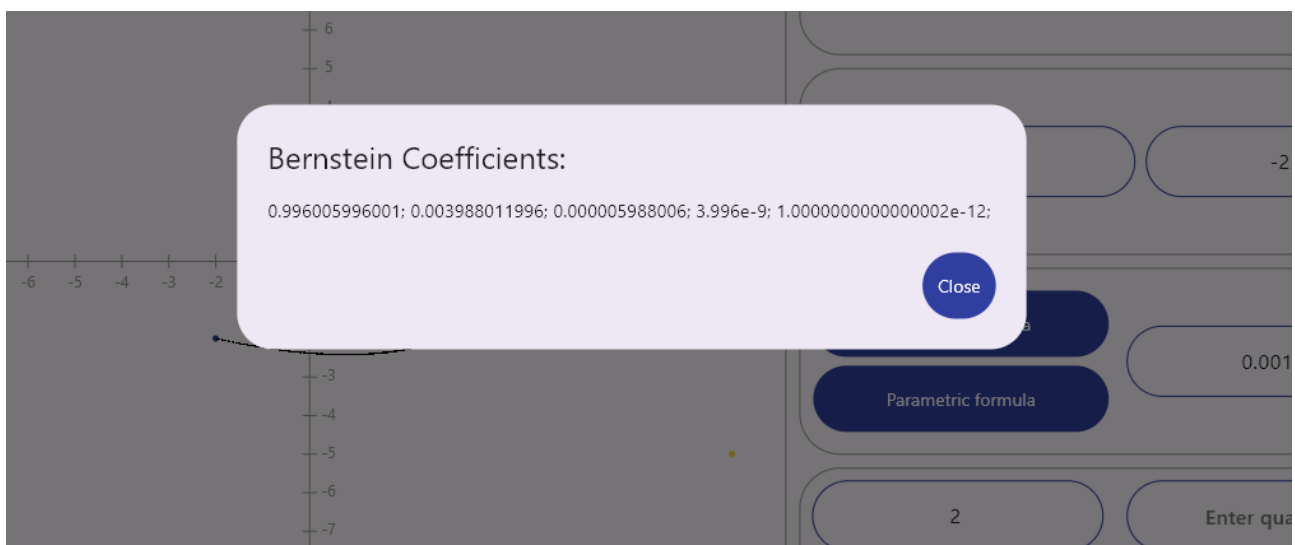 6
5
4
Bernstein Coefficients:
0.996005996001; 0.003988011996; 0.000005988006; 3.996e-9; 1.0000000000000002e-12;
Close
-2
-6 -5 -4 -3 -2
-3
-4
-5
-6
-7
a
0.001
Parametric formula
2
Enter qua